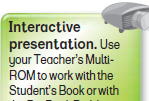 Interactive
presentation. Use
your Teacher's Multi-
ROM to work with the
Student's Book or with